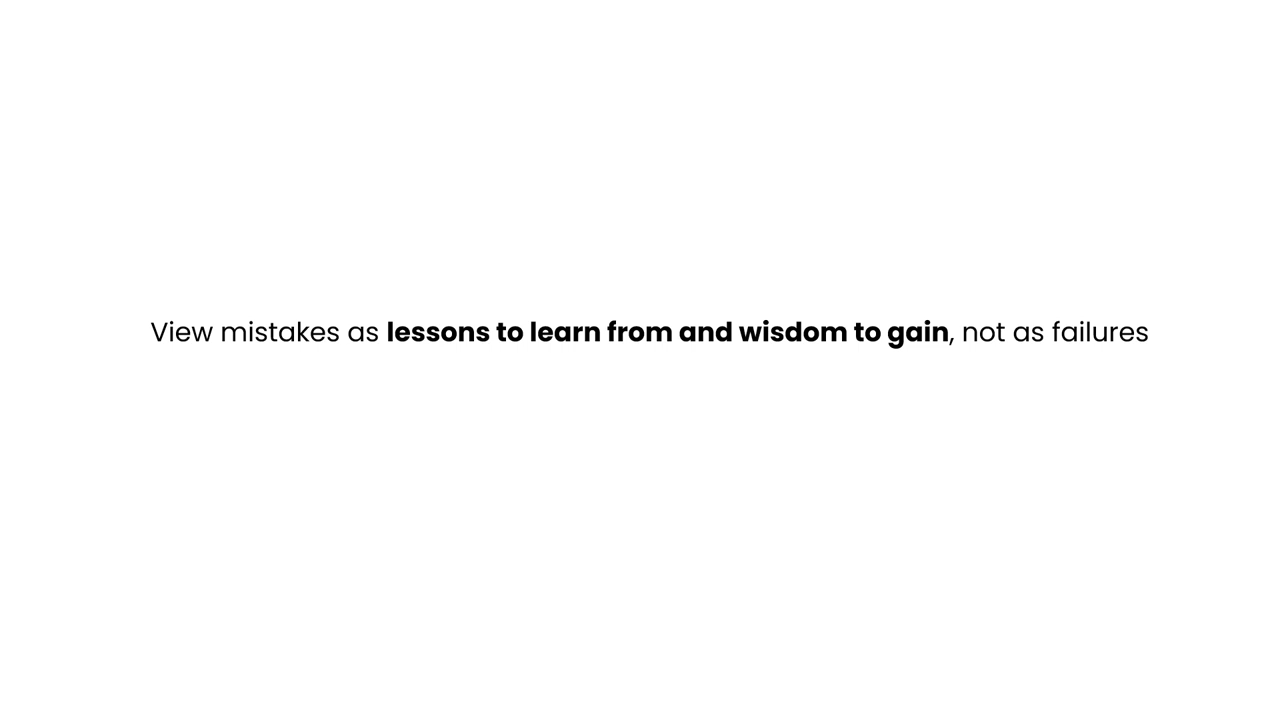 View mistakes as lessons to learn from and wisdom to gain, not as failures